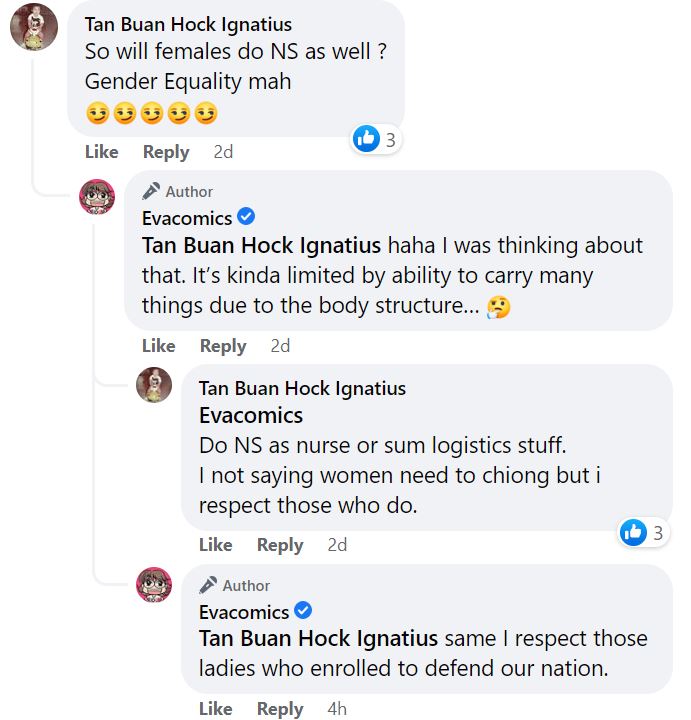 Tan Buan Hock Ignatius
So will females do NS as well ?
Gender Equality mah
😏😏😏😏😏
3
Like Reply 2d
Author
Evacomics
Tan Buan Hock Ignatius haha I was thinking about
that. It’s kinda limited by ability to carry many
things due to the body structure... 🤔
Like Reply 2d
Tan Buan Hock Ignatius
Evacomics
Do NS as nurse or sum logistics stuff.
I not saying women need to chiong but i
respect those who do.
3
Like Reply 2d
Author
Evacomics
Tan Buan Hock Ignatius same I respect those
ladies who enrolled to defend our nation.
Like Reply 4h